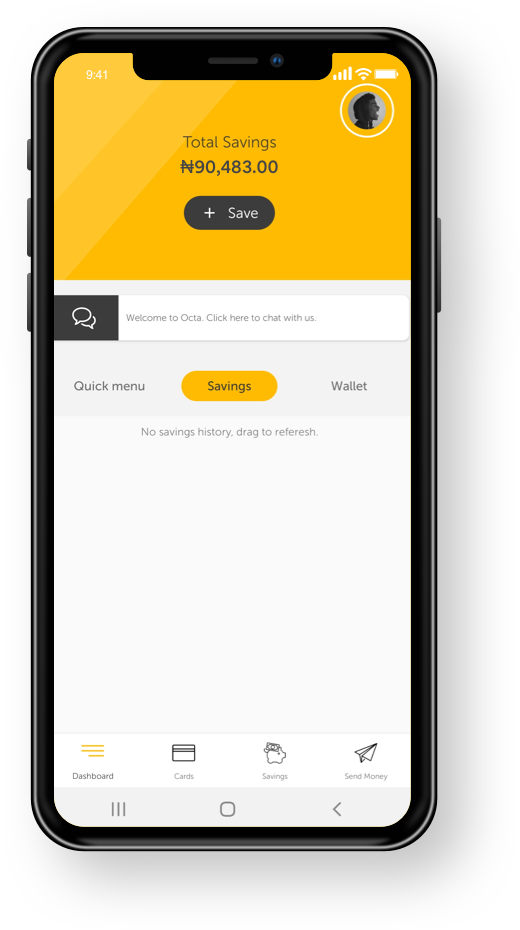 9:41
Total Savings
₦90,483.00
+ Save
Welcome to Octa. Click here to chat with us.
Quick menu Savings Wallet
No savings history, drag to referesh.
Dashboard Cards Savings Send Money